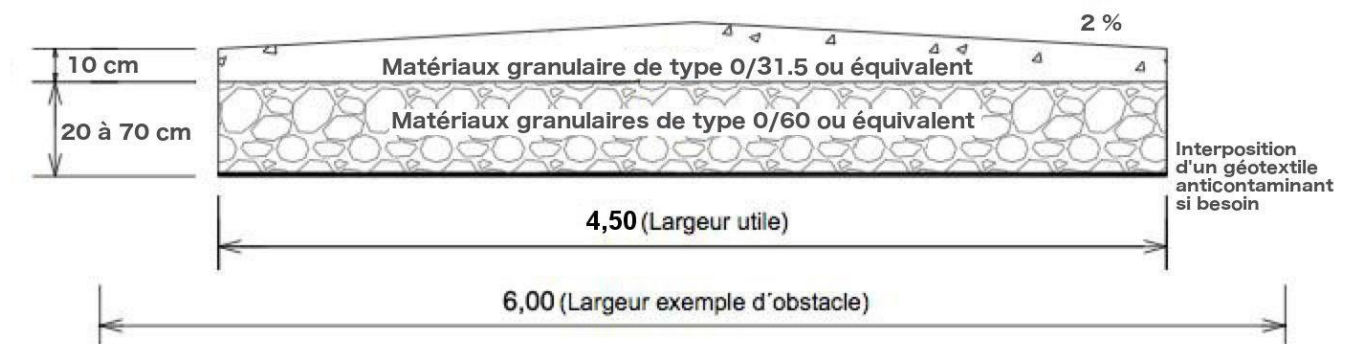 2 %
10 cm
Matériaux granulaire de type 0/31.5 ou équivalent
20 à 70 cm
Matériaux granulaires de type 0/60 ou équivalent
Interposition
d'un géotextile
anticontaminant
si besoin
4,50 (Largeur utile)
6,00 (Largeur exemple d´obstacle)